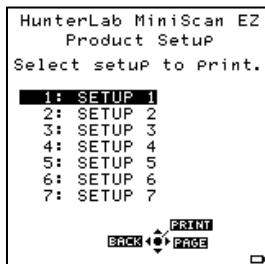 HunterLab MiniScan EZ
Product Setup
Select setup to print.
1: SETUP 1
2: SETUP 2
3: SETUP 3
4: SETUP 4
5: SETUP 5
6: SETUP 6
7: SETUP 7
PRINT
BACK PAGE